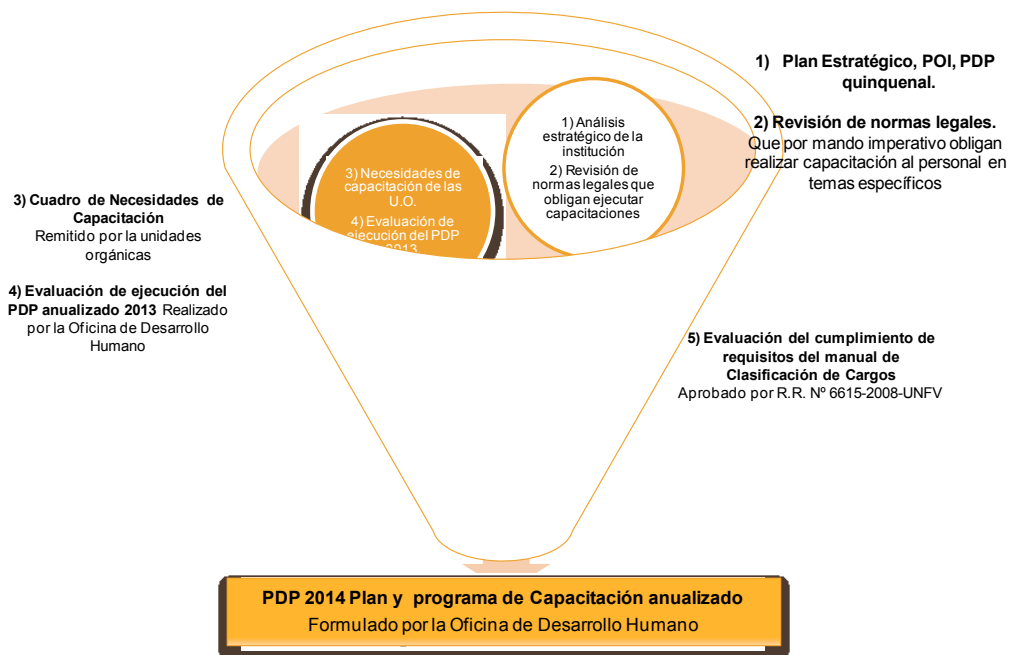 1) Plan Estratégico, POI, PDP
quinquenal.
2) Revisión de normas legales.
Que por mando imperativo obligan
realizar capacitación al personal en
temas específicos
1) Análisis
estratégico de la
institución
2) Revisión de
normas legales que
obligan ejecutar
capacitaciones
3) Necesidades de
capacitación de las
U.O.
4) Evaluación de
ejecución del PDP
2013
3) Cuadro de Necesidades de
Capacitación
Remitido por la unidades
orgánicas
4) Evaluación de ejecución del
PDP anualizado 2013 Realizado
por la Oficina de Desarrollo
Humano
5) Evaluación del cumplimiento de
requisitos del manual de
Clasificación de Cargos
Aprobado por R.R. Nº 6615-2008-UNFV
PDP 2014 Plan y programa de Capacitación anualizado
Formulado por la Oficina de Desarrollo Humano